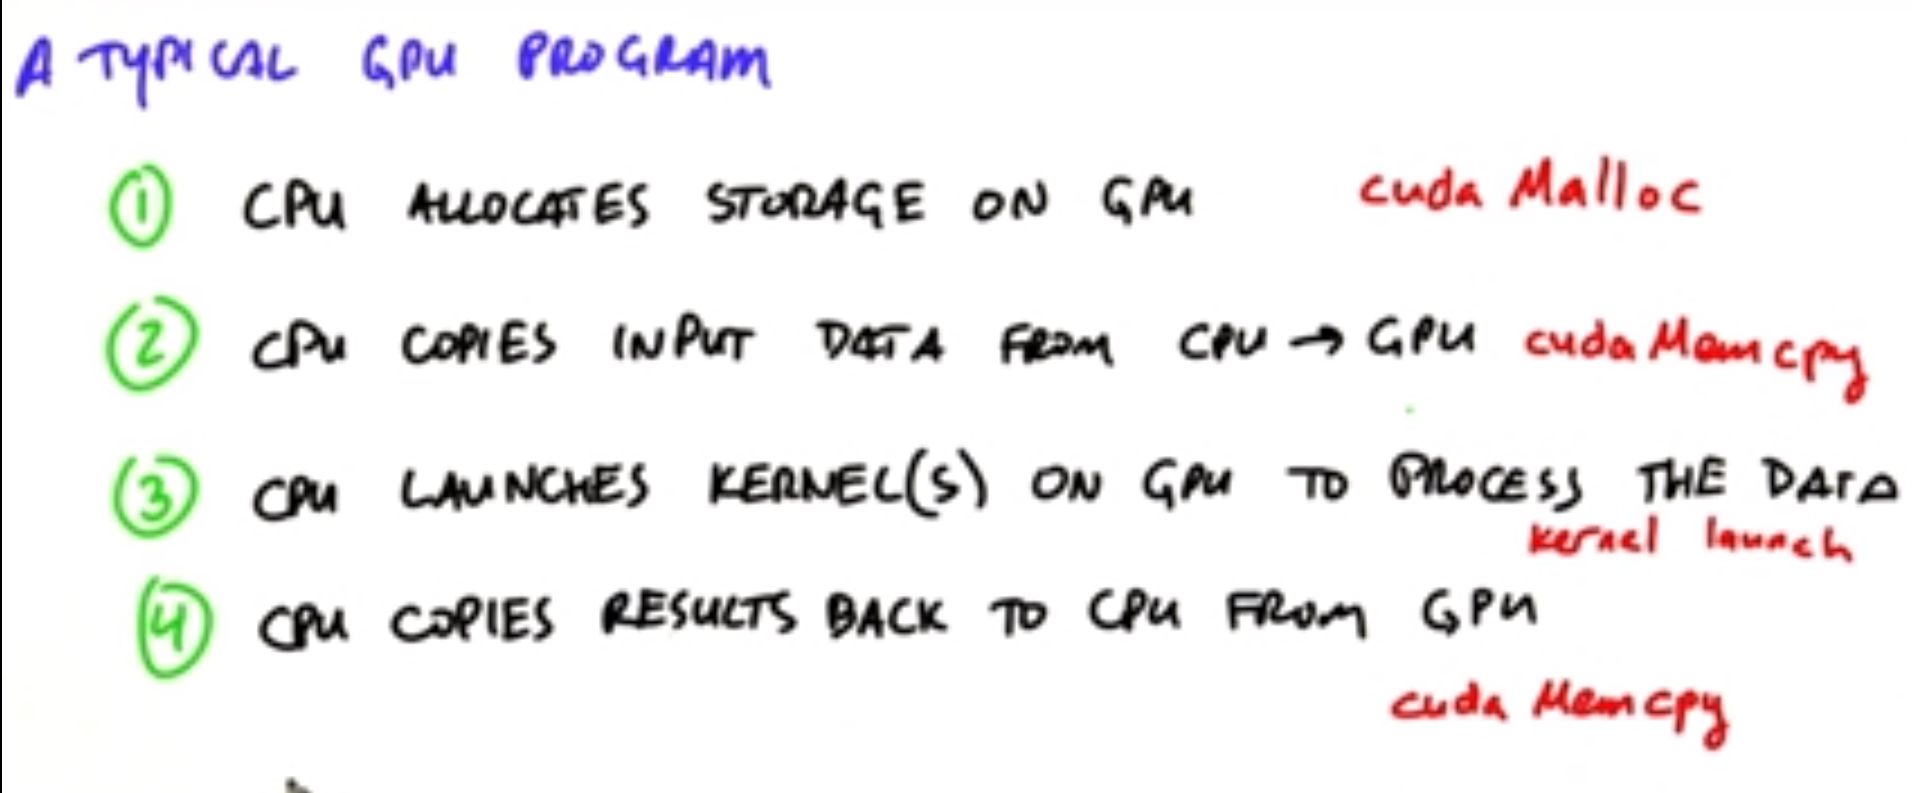 A TYPICAL GPU PROGRAM
1 CPU ALLOCATES STORAGE ON GPU cuda Malloc
2 CPU COPIES INPUT DATA FROM CPU → GPU cuda Memcpy
3 CPU LAUNCHES KERNEL(S) ON GPU TO PROCESS THE DATA
kernel launch
4 CPU COPIES RESULTS BACK TO CPU FROM GPU
cuda Memcpy